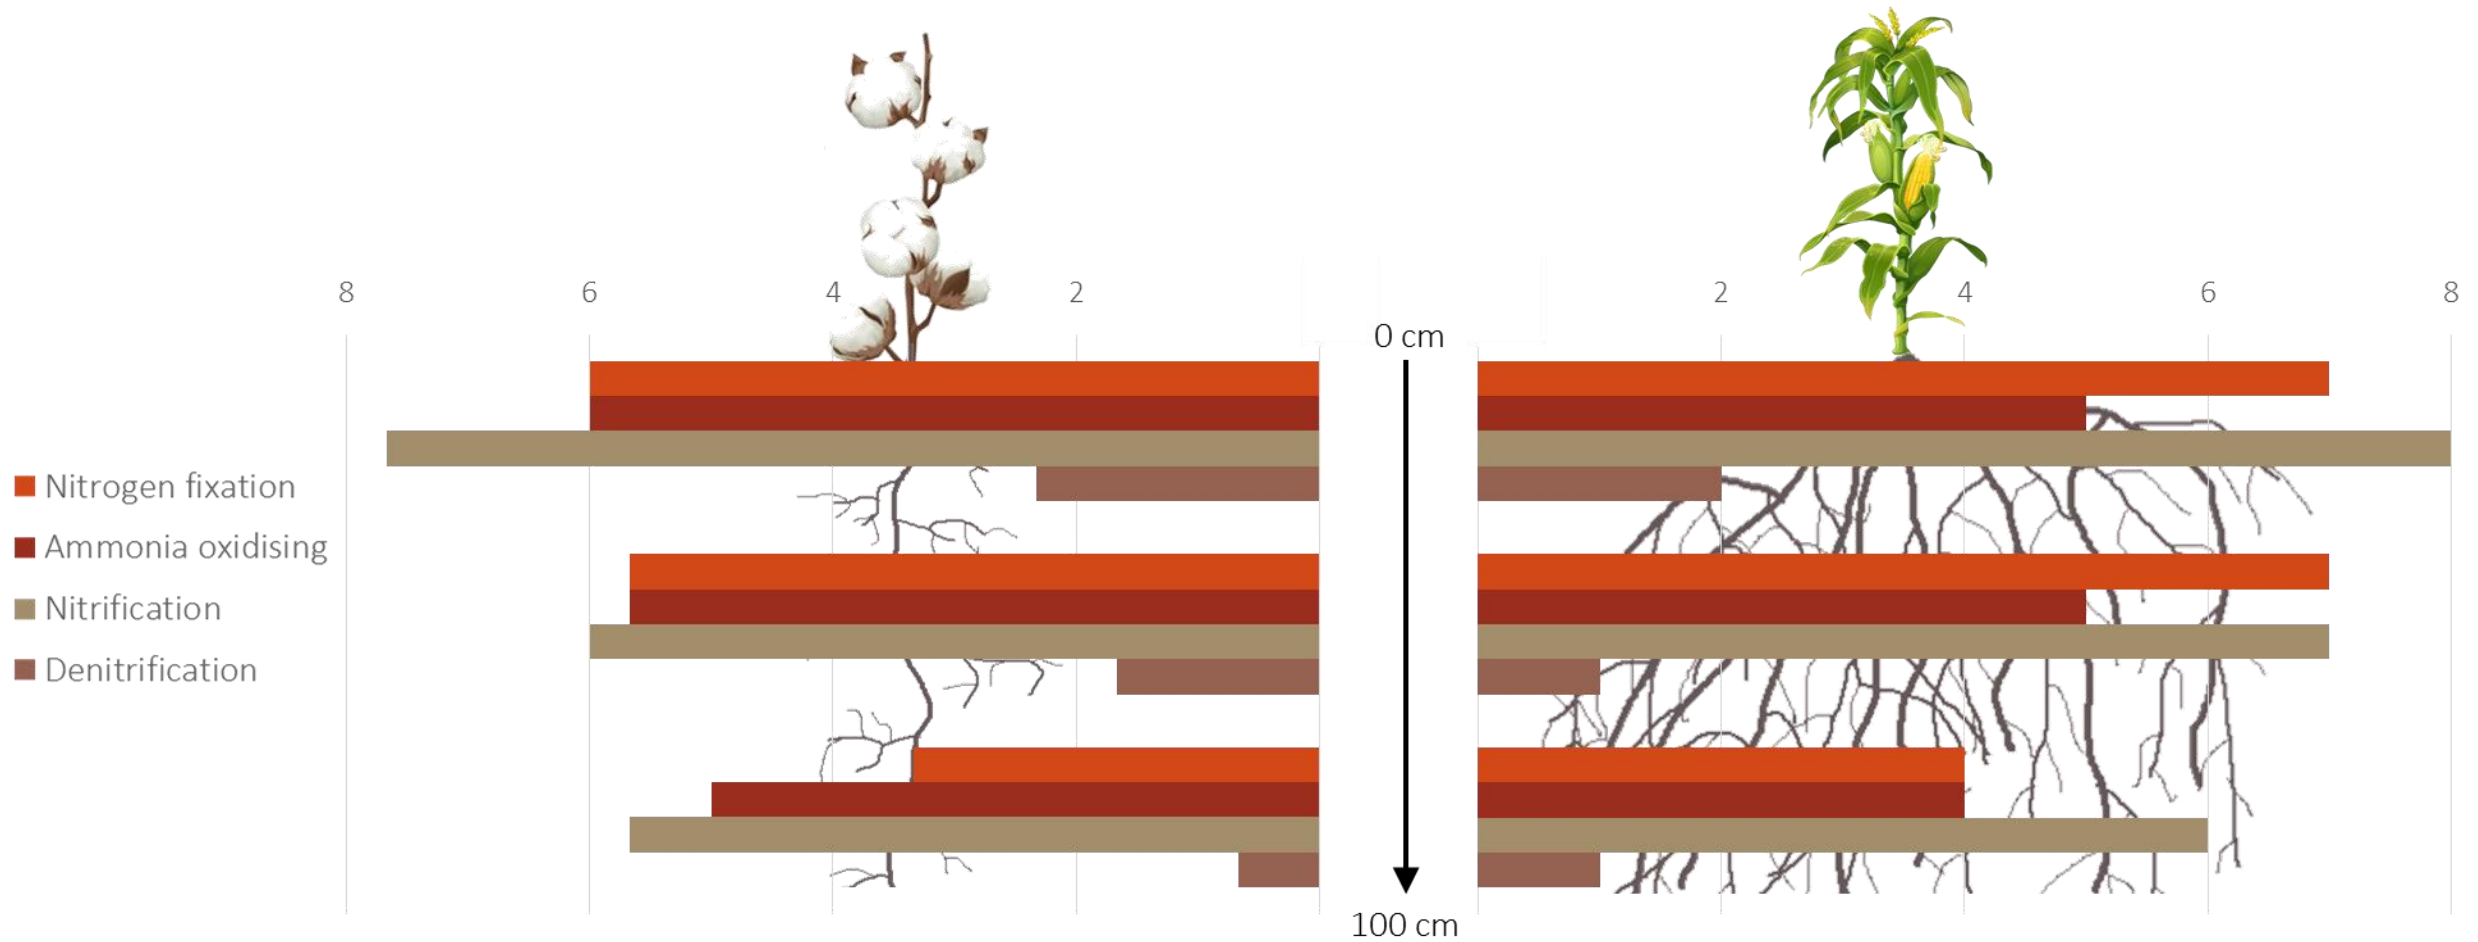 8 6 4 2 2 4 6 8
0 cm
Nitrogen fixation
Ammonia oxidising
Nitrification
Denitrification
100 cm